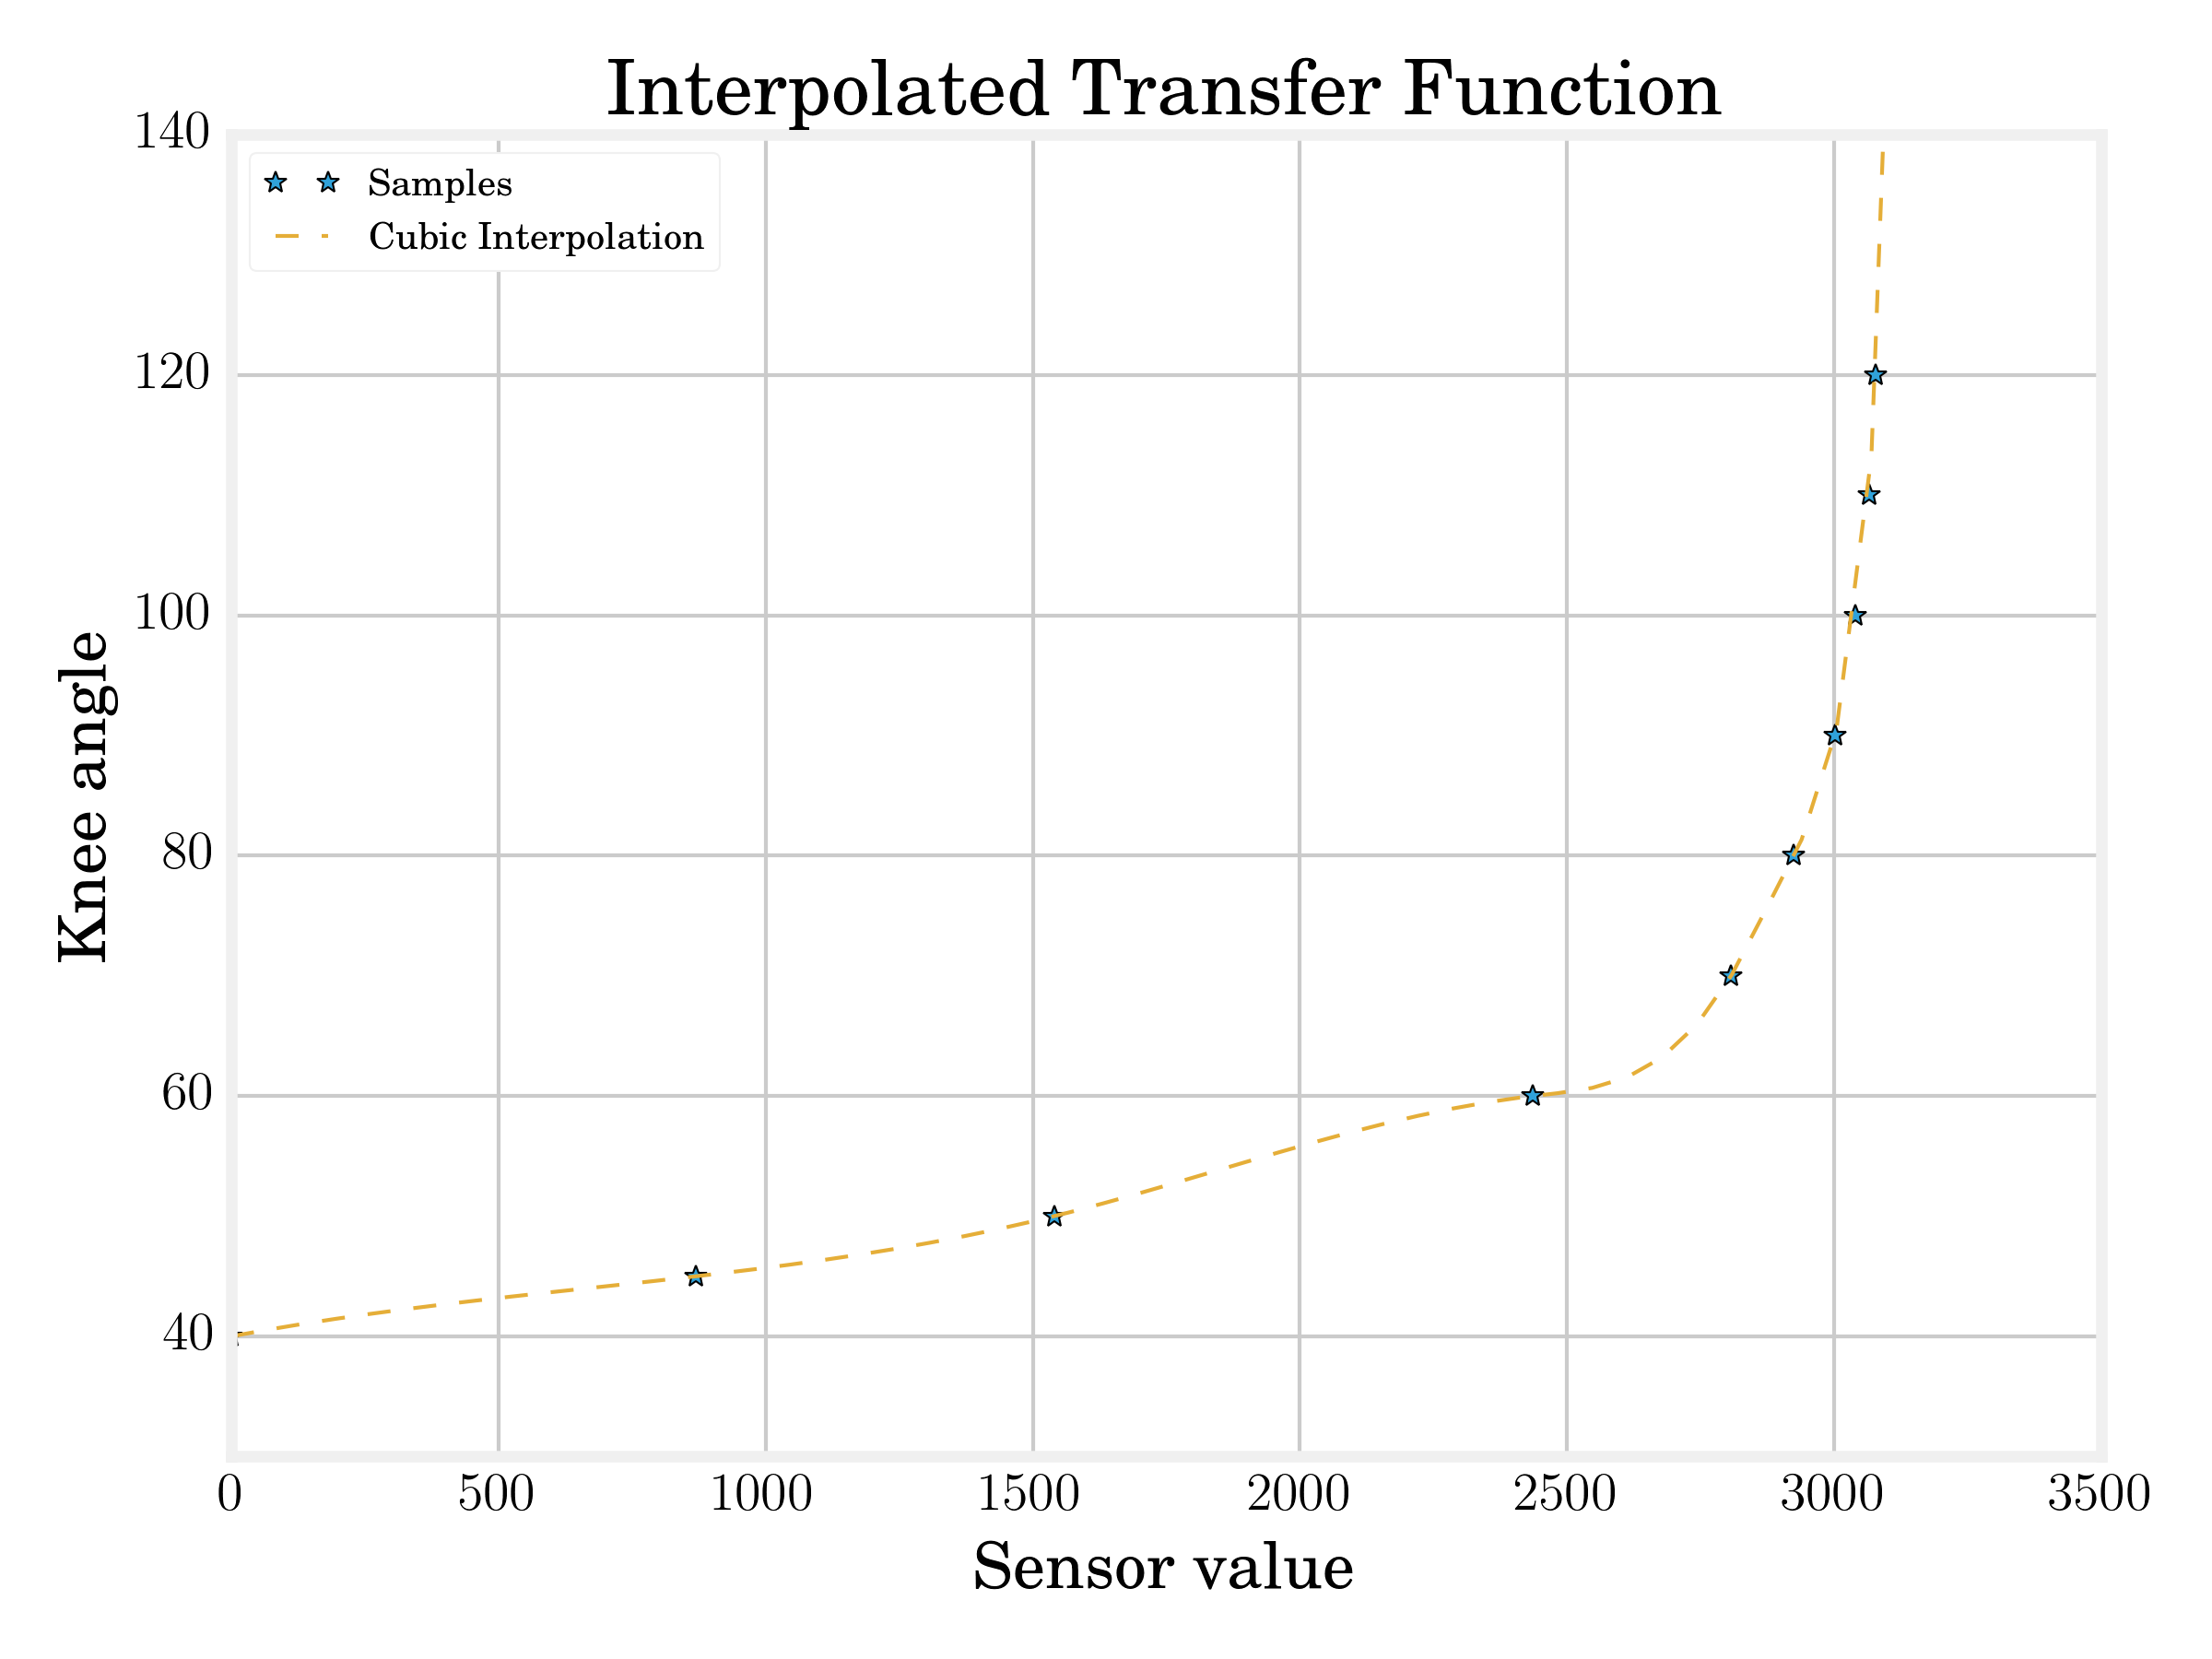 Interpolated Transfer Function
140
120
100
80
60
40
Knee angle
Samples
Cubic Interpolation
0 500 1000 1500 2000 2500 3000 3500
Sensor value